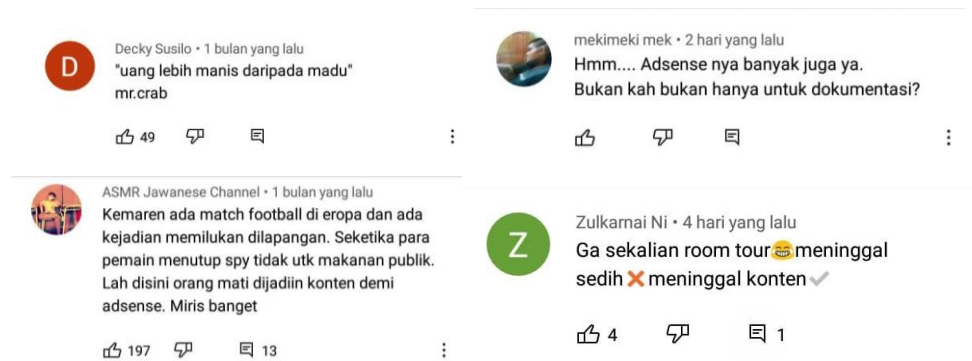 Decky Susilo • 1 bulan yang lalu
"uang lebih manis daripada madu"
mr.crab
49
ASMR Jawanese Channel • 1 bulan yang lalu
Kemaren ada match football di eropa dan ada
kejadian memilukan dilapangan. Seketika para
pemain menutup spy tidak utk makanan publik.
Lah disini orang mati dijadiin konten demi
adsense. Miris banget
197 13
mekimeki mek • 2 hari yang lalu
Hmm.... Adsense nya banyak juga ya.
Bukan kah bukan hanya untuk dokumentasi?
Z
Zulkarnai Ni • 4 hari yang lalu
Ga sekalian room tour😂meninggal
sedih❌meninggal konten✔
4 1
D